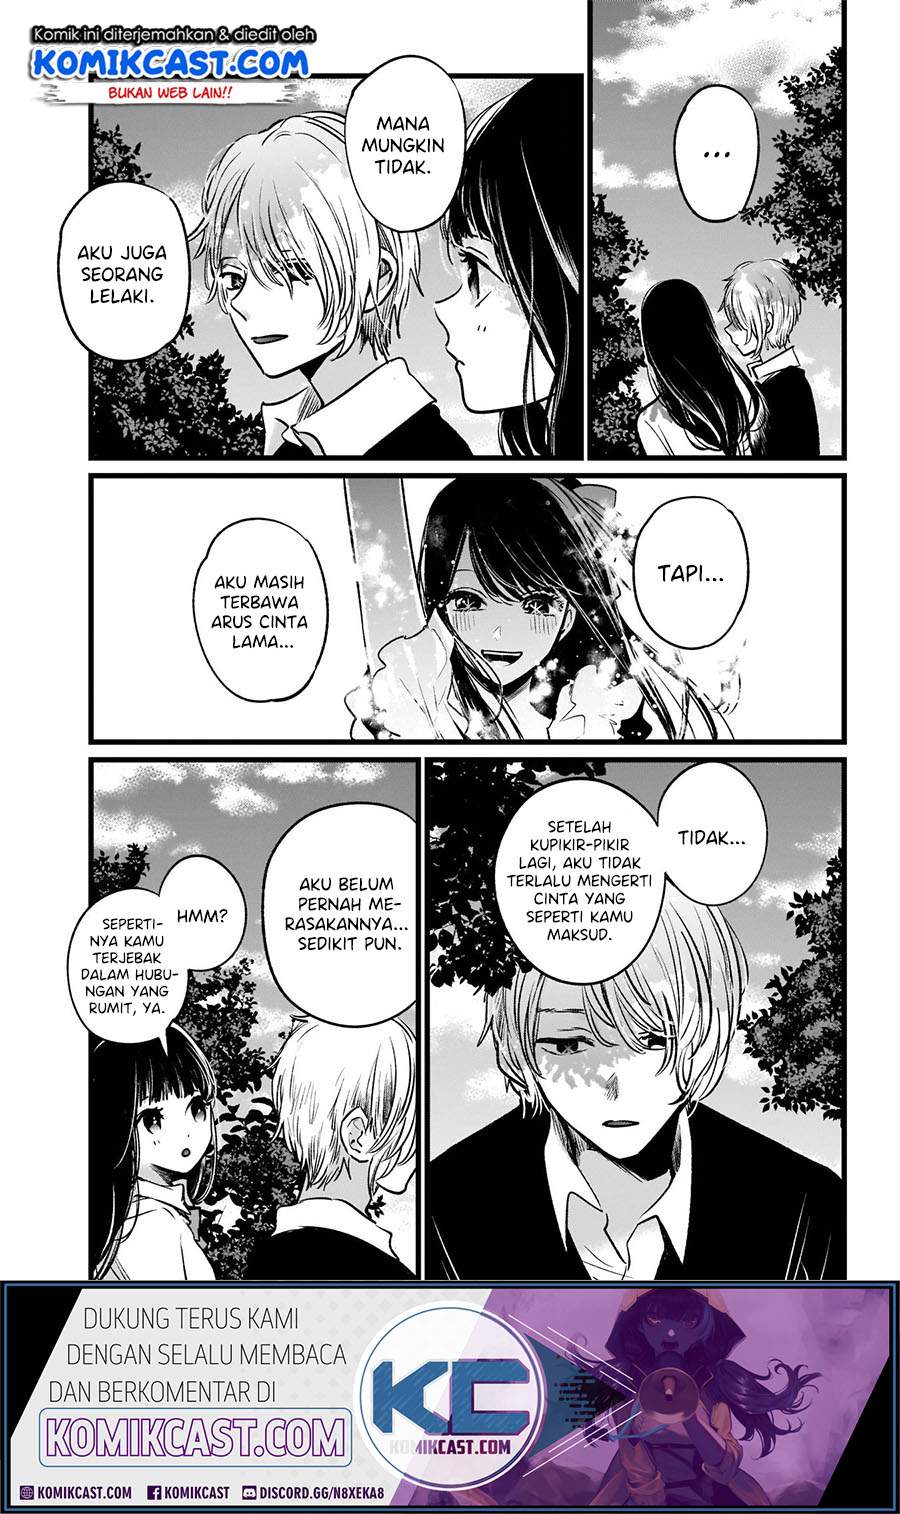 Komik ini diterjemahkan & diedit oleh
KOMIKCAST.COM
BUKAN WEB LAIN!!
...
MANA
MUNGKIN
TIDAK.
AKU JUGA
SEORANG
LELAKI.
TAPI...
AKU MASIH
TERBAWA
ARUS CINTA
LAMA...
TIDAK...
SETELAH
KUPIKIR-PIKIR
LAGI, AKU TIDAK
TERLALU MENGERTI
CINTA YANG
SEPERTI KAMU
MAKSUD.
AKU BELUM
PERNAH ME-
RASAKANNYA...
SEDIKIT PUN.
HMM?
SEPERTI-
NYA KAMU
TERJEBAK
DALAM HUBU-
NGAN YANG
RUMIT, YA.
DUKUNG TERUS KAMI
DENGAN SELALU MEMBACA
DAN BERKOMENTAR DI
KOMIKCAST.COM
KC
KOMIKCAST.COM
KOMIKCAST.COM KOMIKCAST DISCORD.GG/N8XEKA8